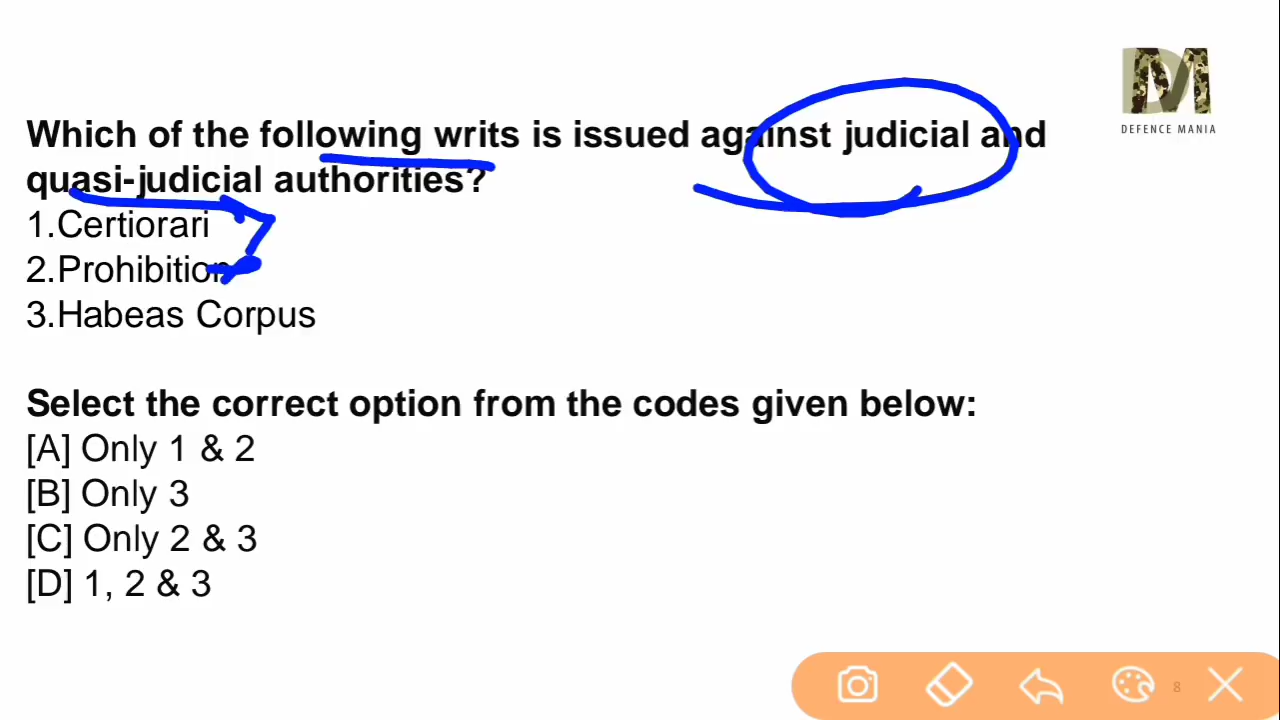 Which of the following writs is issued against judicial and
quasi-judicial authorities?
1.Certiorari
2.Prohibition
3.Habeas Corpus
Select the correct option from the codes given below:
[A] Only 1 & 2
[B] Only 3
[C] Only 2 & 3
[D] 1, 2 & 3
DM
DEFENCE MANIA
8